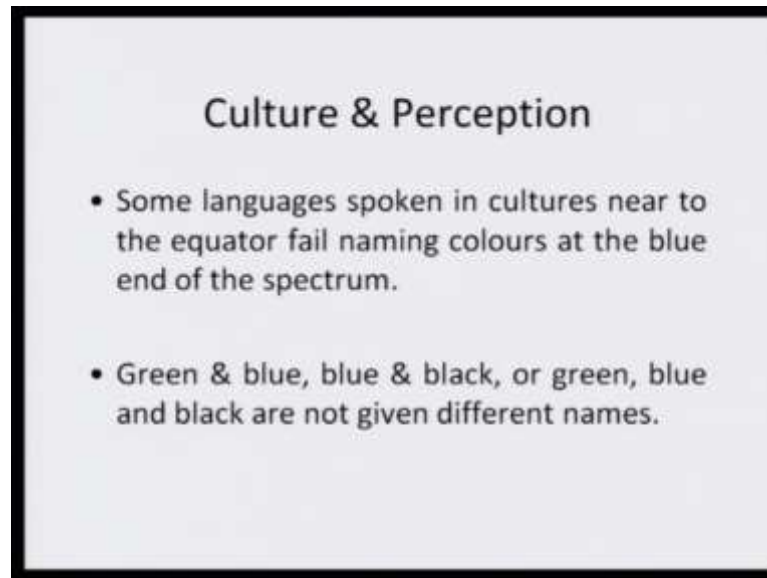 Culture & Perception
• Some languages spoken in cultures near to
the equator fail naming colours at the blue
end of the spectrum.
• Green & blue, blue & black, or green, blue
and black are not given different names.